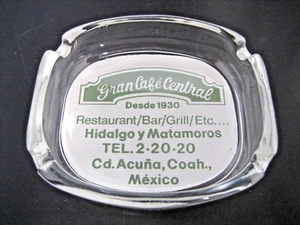 Gran Café Central
Desde 1930
Restaurant/Bar/Grill/Etc....
Hidalgo y Matamoros
TEL. 2-20-20
Cd. Acuña, Coah.,
México